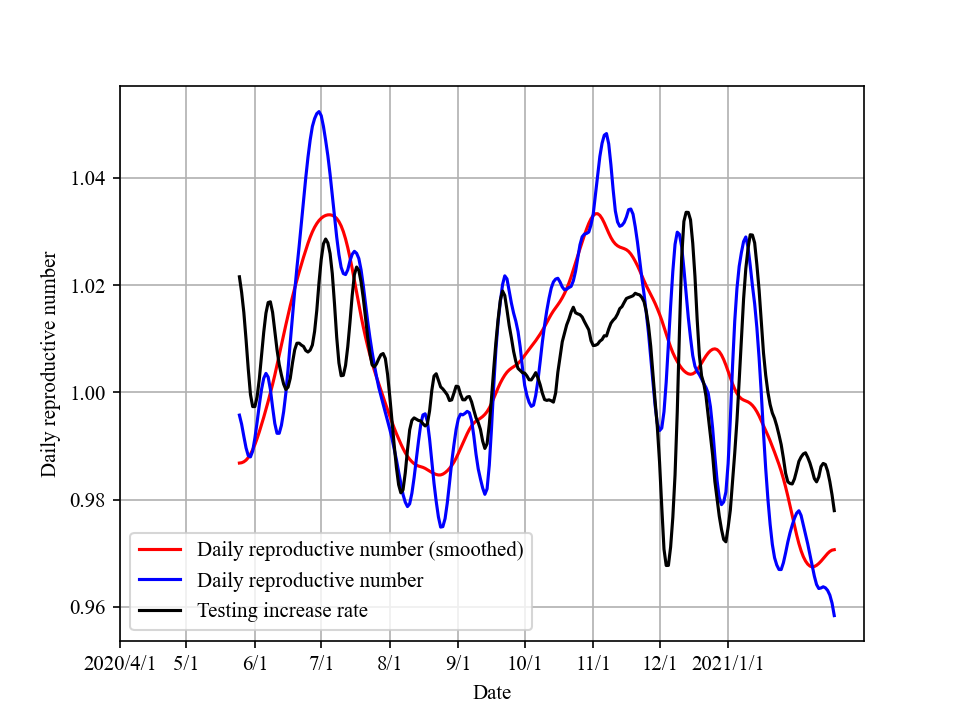 Daily reproductive number
1.04
1.02
1.00
0.98
0.96
Daily reproductive number (smoothed)
Daily reproductive number
Testing increase rate
2020/4/1 5/1 6/1 7/1 8/1 9/1 10/1 11/1 12/1 2021/1/1
Date